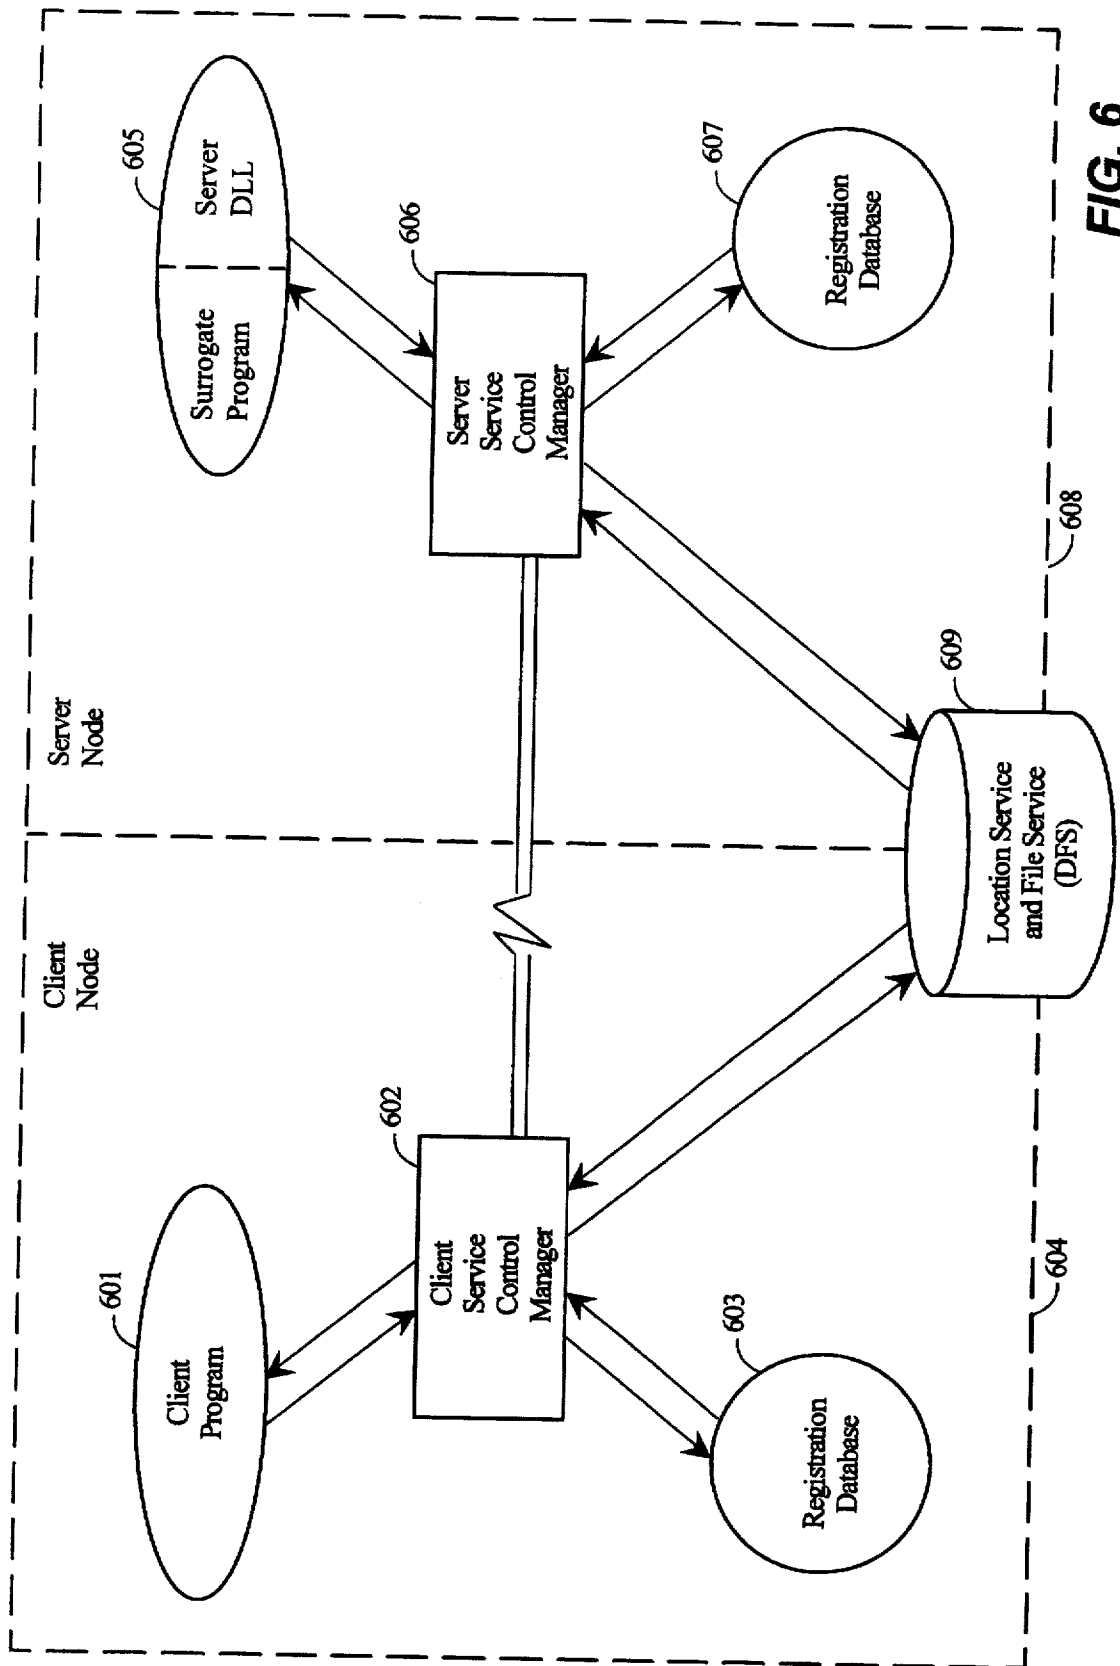 Client
Node
Server
Node
601
Client
Program
605
Surrogate
Program
Server
DLL
602
Client
Service
Control
Manager
606
Server
Service
Control
Manager
603
Registration
Database
607
Registration
Database
609
Location Service
and File Service
(DFS)
604
608
FIG. 6